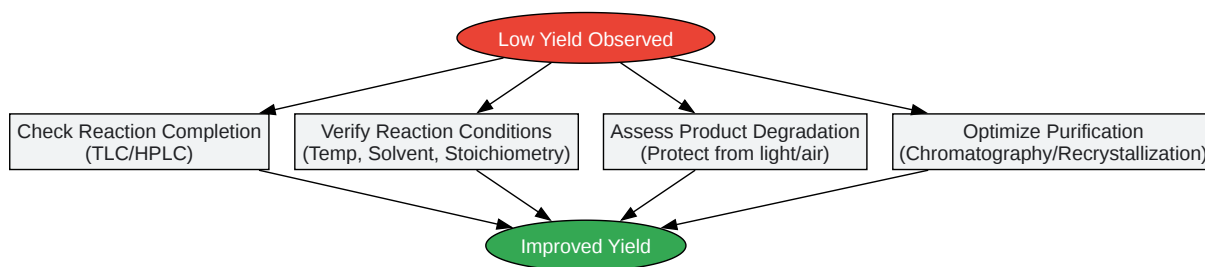 Low Yield Observed
Check Reaction Completion
(TLC/HPLC)
Verify Reaction Conditions
(Temp, Solvent, Stoichiometry)
Assess Product Degradation
(Protect from light/air)
Optimize Purification
(Chromatography/Recrystallization)
Improved Yield